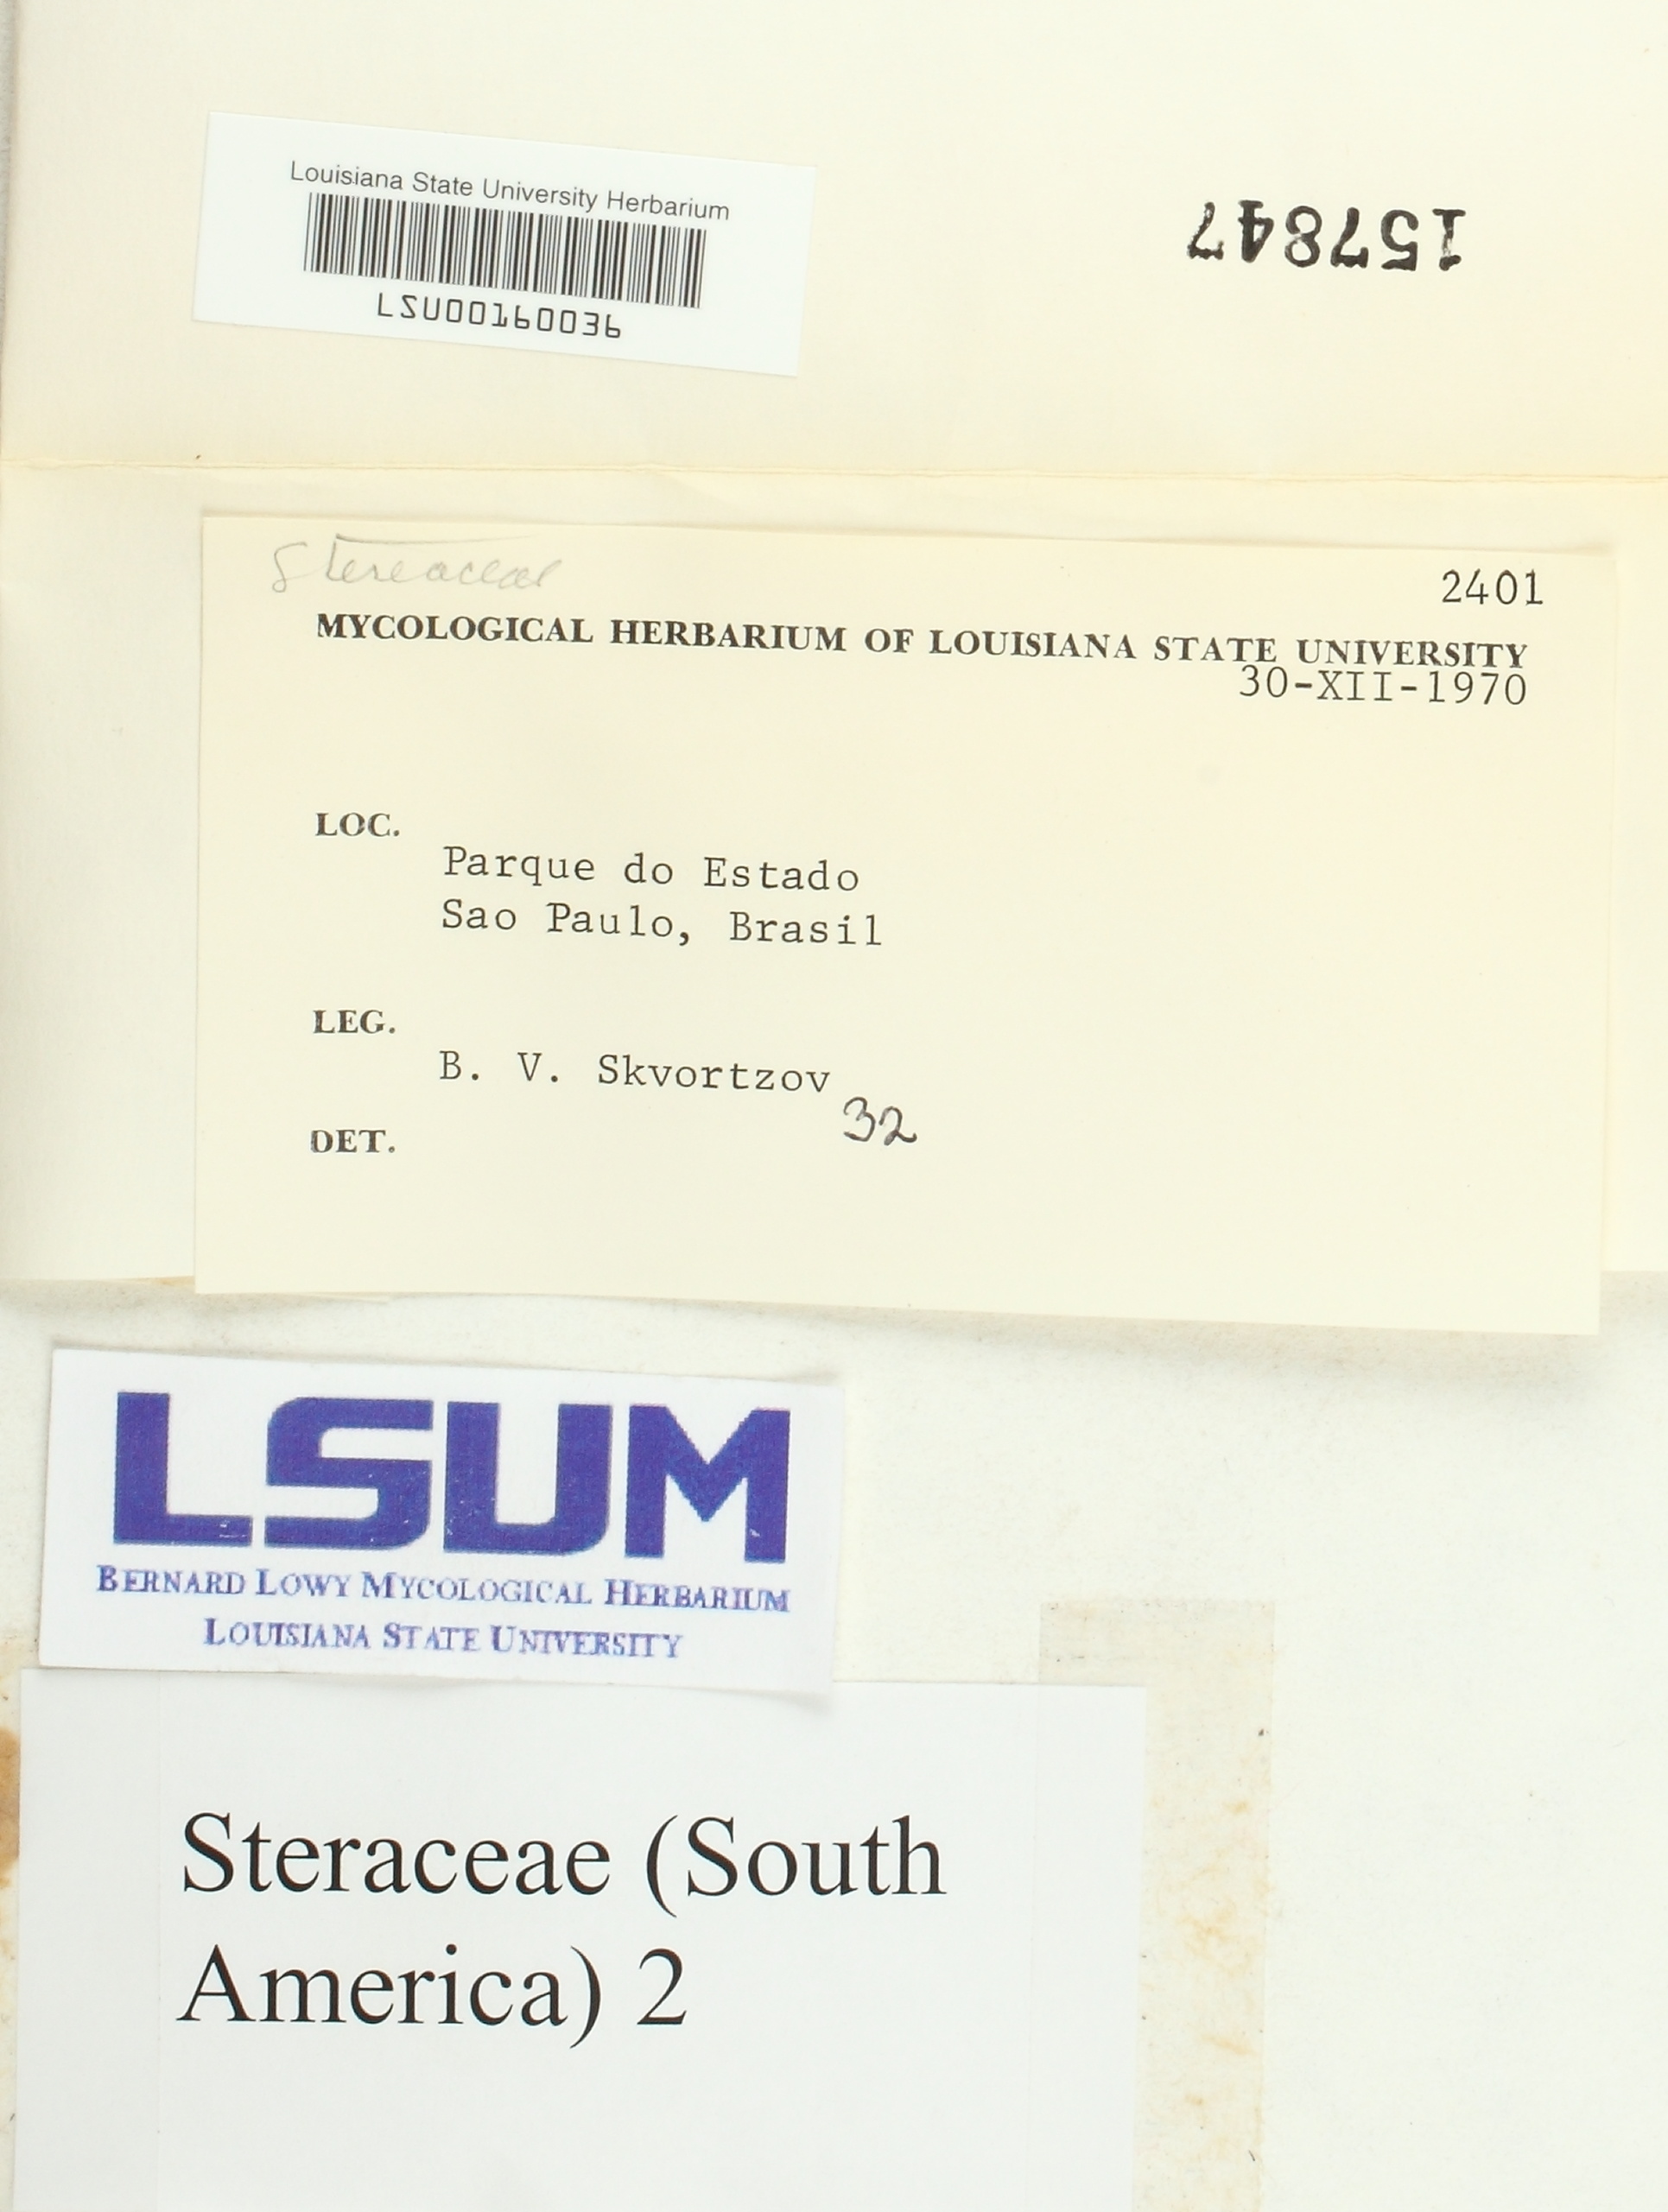 Louisiana State University Herbarium
LSU00160036
157847
Stereaceae
2401
MYCOLOGICAL HERBARIUM OF LOUISIANA STATE UNIVERSITY
30-XII-1970
LOC.
Parque do Estado
Sao Paulo, Brasil
LEG.
B. V. Skvortzov
32
DET.
LSUM
BERNARD LOWY MYCOLOGICAL HERBARIUM
LOUISIANA STATE UNIVERSITY
Steraceae (South
America) 2